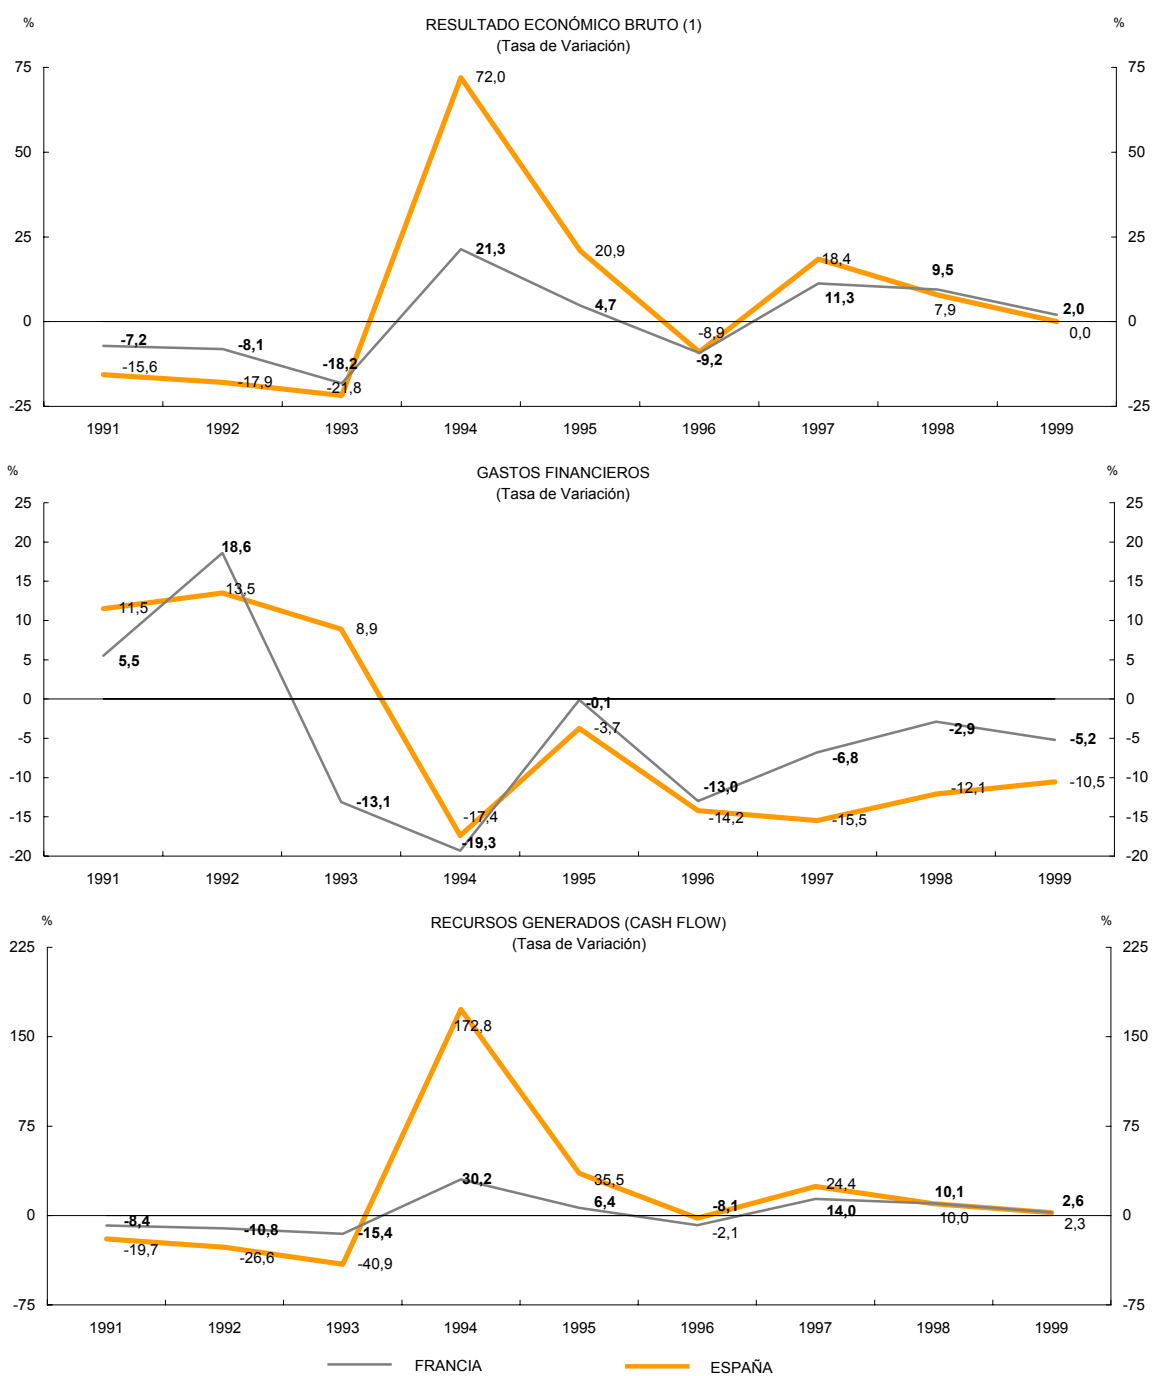 RESULTADO ECONÓMICO BRUTO (1)
(Tasa de Variación)
% %
75 72,0 75
50 50
25 21,3 20,9 18,4 9,5 25
4,7 11,3 7,9 2,0
0 0
-7,2 -8,1 -18,2 -8,9 0,0
-15,6 -17,9 -21,8 -9,2
-25 -25
1991 1992 1993 1994 1995 1996 1997 1998 1999
GASTOS FINANCIEROS
(Tasa de Variación)
% %
25 25
20 18,6 20
15 13,5 15
10 11,5 8,9 10
5 5,5 5
0 -0,1 0
-5 -3,7 -6,8 -2,9 -5,2 -5
-10 -13,0 -12,1 -10,5 -10
-15 -13,1 -17,4 -14,2 -15,5 -15
-20 -19,3 -20
1991 1992 1993 1994 1995 1996 1997 1998 1999
RECURSOS GENERADOS (CASH FLOW)
(Tasa de Variación)
% %
225 225
150 172,8 150
75 75
30,2 35,5 6,4 -8,1 24,4 14,0 10,1 2,6
0 0
-8,4 -10,8 -15,4 -2,1 10,0 2,3
-19,7 -26,6 -40,9
-75 -75
1991 1992 1993 1994 1995 1996 1997 1998 1999
FRANCIA ESPAÑA